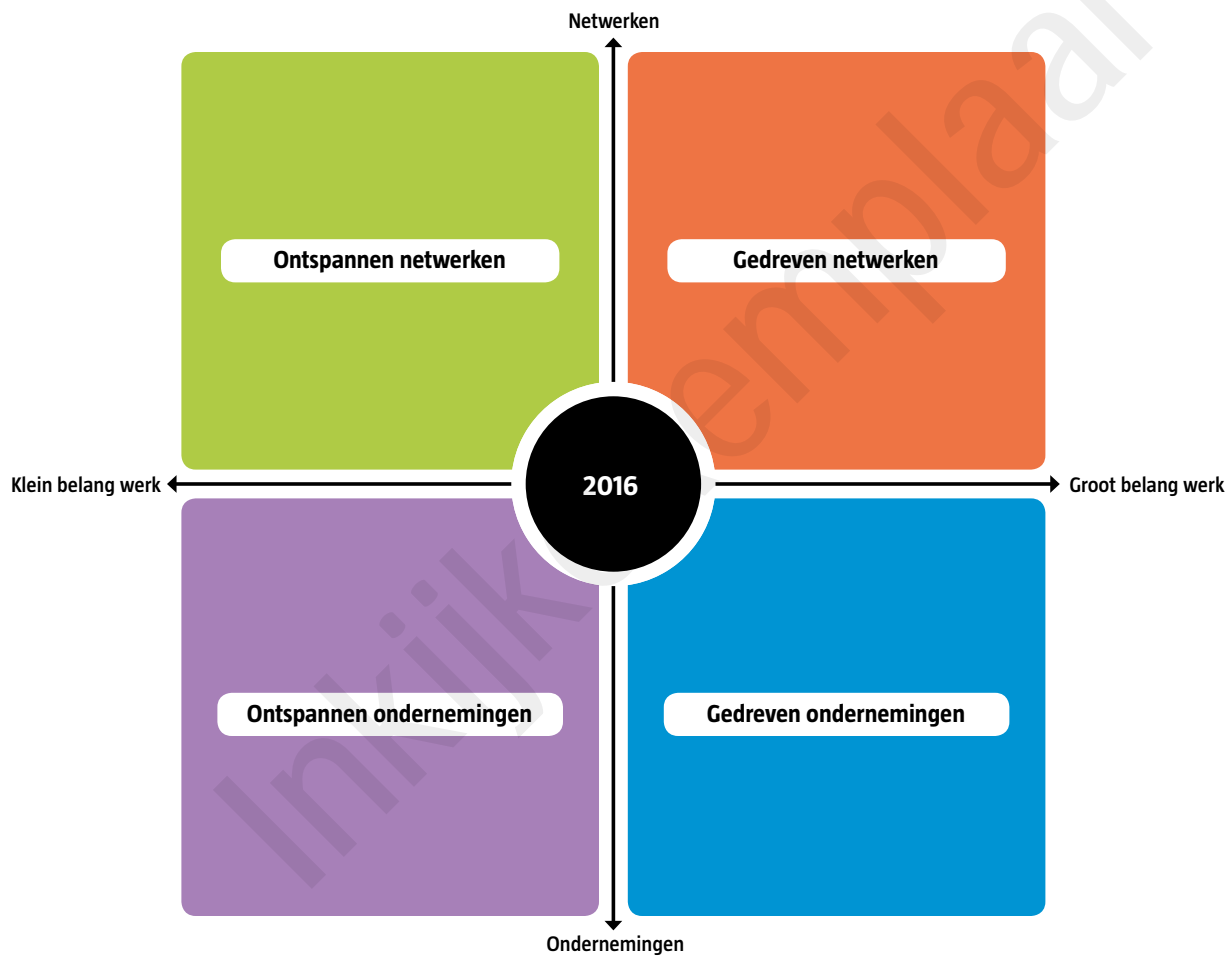 Netwerken
Ontspannen netwerken
Gedreven netwerken
Klein belang werk
2016
Groot belang werk
Ontspannen ondernemingen
Gedreven ondernemingen
Ondernemingen
Inkijkexemplaar